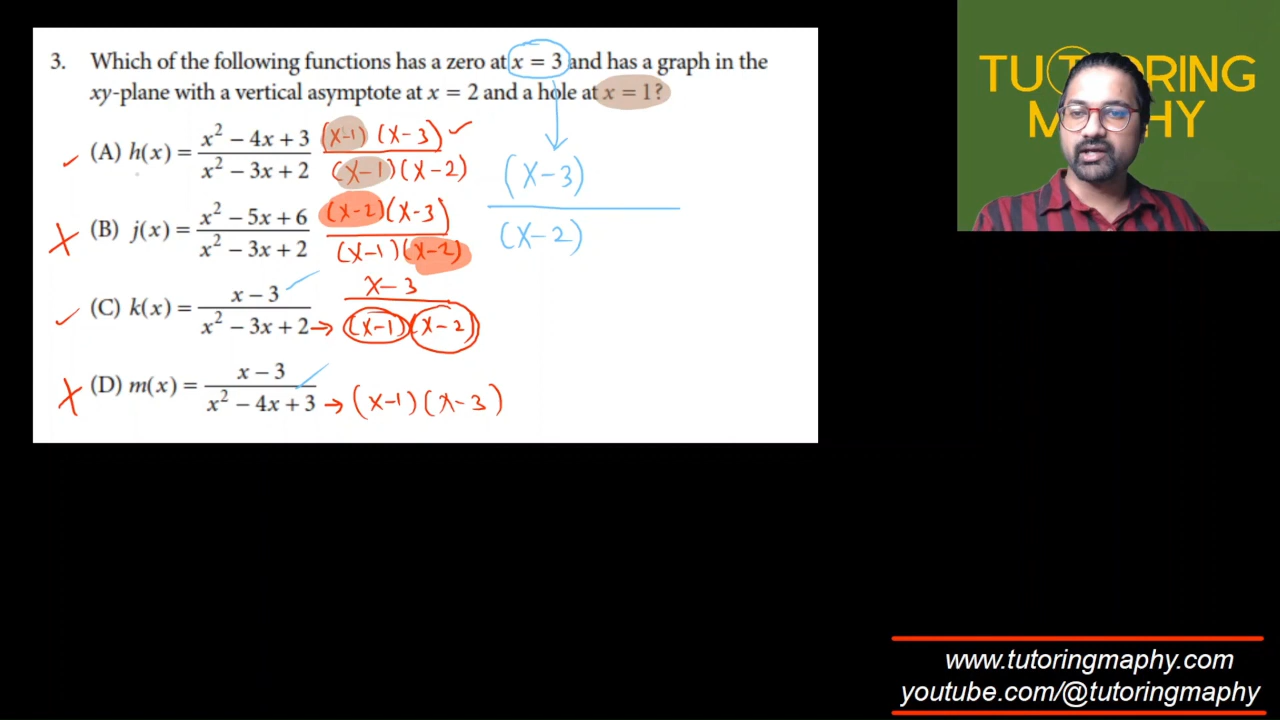 3. Which of the following functions has a zero at x = 3 and has a graph in the
xy-plane with a vertical asymptote at x = 2 and a hole at x = 1?
(A) h(x) = x² − 4x + 3 / x² − 3x + 2 (x-1) (x-3) / (x-1) (x-2)
(B) j(x) = x² − 5x + 6 / x² − 3x + 2 (x-2) (x-3) / (x-1) (x-2)
(C) k(x) = x − 3 / x² − 3x + 2 → x-3 / (x-1) (x-2)
(D) m(x) = x − 3 / x² − 4x + 3 → (x-1) (x-3)
(x-3)
(x-2)
TUTORING
MAPHY
www.tutoringmaphy.com
youtube.com/@tutoringmaphy